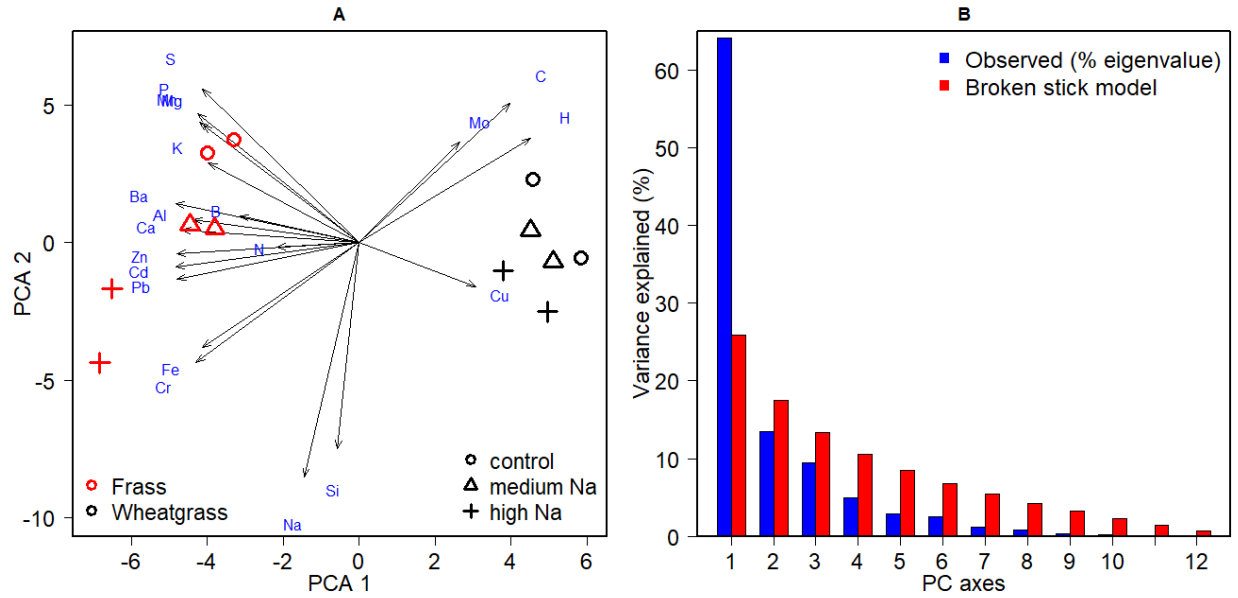 A
B
S
P
Mg
K
Ba
Al
B
Ca
N
Zn
Cd
Pb
Fe
Cr
Si
Na
C
H
Mo
Cu
5
0
-5
-10
PCA 2
-6
-4
-2
0
2
4
6
PCA 1
Frass
Wheatgrass
control
medium Na
high Na
Observed (% eigenvalue)
Broken stick model
60
50
40
30
20
10
0
Variance explained (%)
1
2
3
4
5
6
7
8
9
10
12
PC axes